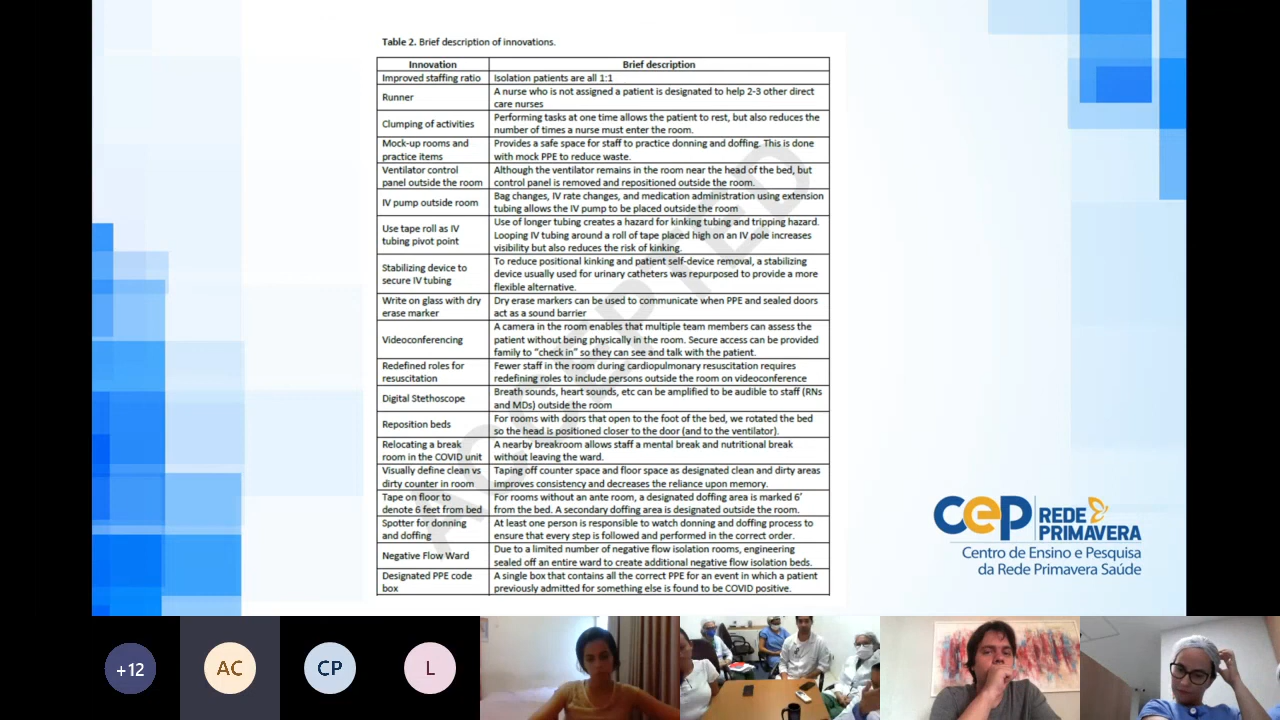 Table 2. Brief description of innovations.
Innovation
Brief description
Improved staffing ratio
Isolation patients are all 1:1
Runner
A nurse who is not assigned a patient is designated to help 2-3 other direct
care nurses
Clumping of activities
Performing tasks at one time allows the patient to rest, but also reduces the
number of times a nurse must enter the room.
Mock-up rooms and
practice items
Provides a safe space for staff to practice donning and doffing. This is done
with mock PPE to reduce waste.
Ventilator control
panel outside the room
Although the ventilator remains in the room near the head of the bed, but
control panel is removed and repositioned outside the room.
IV pump outside room
Bag changes, IV rate changes, and medication administration using extension
tubing allows the IV pump to be placed outside the room
Use tape roll as IV
tubing pivot point
Use of longer tubing creates a hazard for kinking tubing and tripping hazard.
Looping IV tubing around a roll of tape placed high on an IV pole increases
visibility but also reduces the risk of kinking.
Stabilizing device to
secure IV tubing
To reduce positional kinking and patient self-device removal, a stabilizing
device usually used for urinary catheters was repurposed to provide a more
flexible alternative.
Write on glass with dry
erase marker
Dry erase markers can be used to communicate when PPE and sealed doors
act as a sound barrier
Videoconferencing
A camera in the room enables that multiple team members can assess the
patient without being physically in the room. Secure access can be provided
family to “check in” so they can see and talk with the patient.
Redefined roles for
resuscitation
Fewer staff in the room during cardiopulmonary resuscitation requires
redefining roles to include persons outside the room on videoconference
Digital Stethoscope
Breath sounds, heart sounds, etc can be amplified to be audible to staff (RNs
and MDs) outside the room
Reposition beds
For rooms with doors that open to the foot of the bed, we rotated the bed
so the head is positioned closer to the door (and to the ventilator).
Relocating a break
room in the COVID unit
A nearby breakroom allows staff a mental break and nutritional break
without leaving the ward.
Visually define clean vs
dirty counter in room
Taping off counter space and floor space as designated clean and dirty areas
improves consistency and decreases the reliance upon memory.
Tape on floor to
denote 6 feet from bed
For rooms without an ante room, a designated doffing area is marked 6’
from the bed. A secondary doffing area is designated outside the room.
Spotter for donning
and doffing
At least one person is responsible to watch donning and doffing process to
ensure that every step is followed and performed in the correct order.
Negative Flow Ward
Due to a limited number of negative flow isolation rooms, engineering
sealed off an entire ward to create additional negative flow isolation beds.
Designated PPE code
box
A single box that contains all the correct PPE for an event in which a patient
previously admitted for something else is found to be COVID positive.
ACCEPTED
cep
REDE
PRIMAVERA
Centro de Ensino e Pesquisa
da Rede Primavera Saúde
+12
AC
CP
L